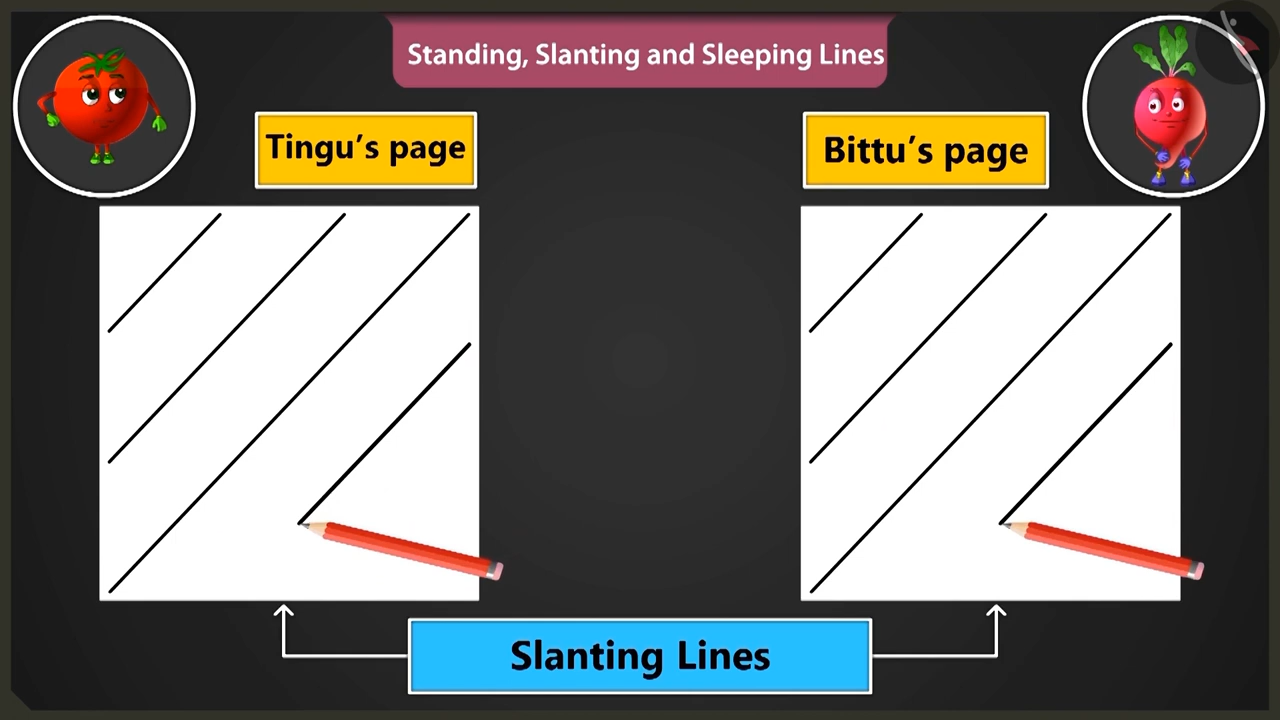 Standing, Slanting and Sleeping Lines
Tingu’s page
Bittu’s page
Slanting Lines